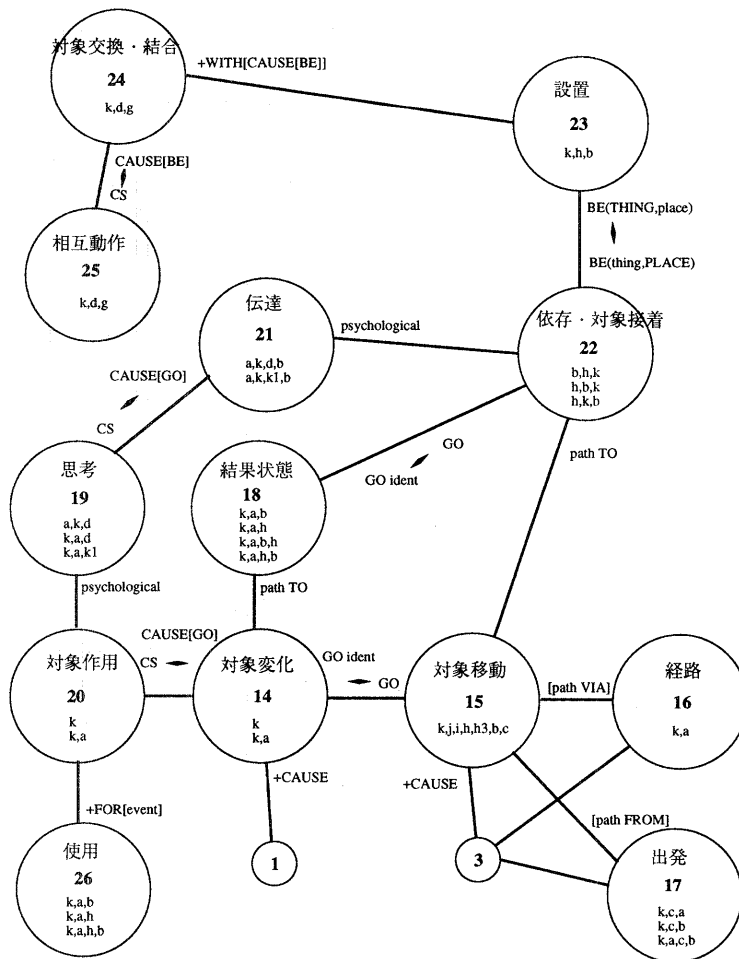 対象交換・結合
24
k,d,g
+WITH[CAUSE[BE]]
設置
23
k,h,b
CAUSE[BE]
CS
相互動作
25
k,d,g
BE(THING,place)
BE(thing,PLACE)
伝達
21
a,k,d,b
a,k,k1,b
psychological
依存・対象接着
22
b,h,k
h,b,k
h,k,b
CAUSE[GO]
CS
GO
GO ident
path TO
思考
19
a,k,d
k,a,d
k,a,k1
結果状態
18
k,a,b
k,a,h
k,a,b,h
k,a,h,b
psychological
path TO
CAUSE[GO]
CS
対象作用
20
k
k,a
対象変化
14
k
k,a
GO ident
GO
対象移動
15
k,j,i,h,h3,b,c
[path VIA]
経路
16
k,a
+FOR[event]
+CAUSE
+CAUSE
[path FROM]
使用
26
k,a,b
k,a,h
k,a,h,b
1
3
出発
17
k,c,a
k,c,b
k,a,c,b